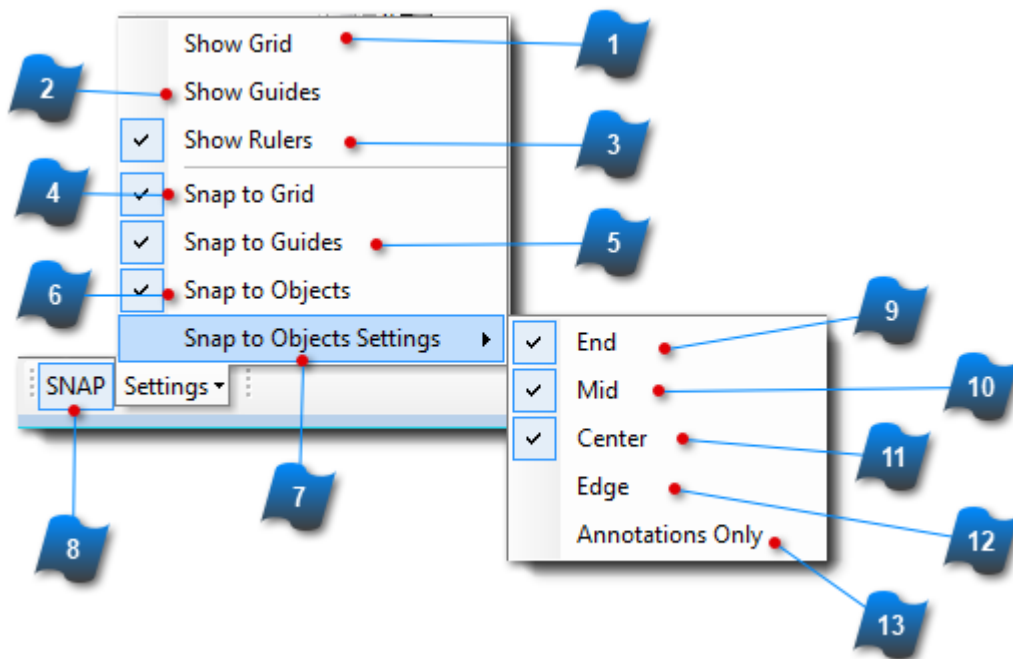 Show Grid
1
2
Show Guides
Show Rulers
3
4
Snap to Grid
Snap to Guides
5
6
Snap to Objects
Snap to Objects Settings
SNAP
Settings
7
8
End
9
Mid
10
Center
11
Edge
12
Annotations Only
13